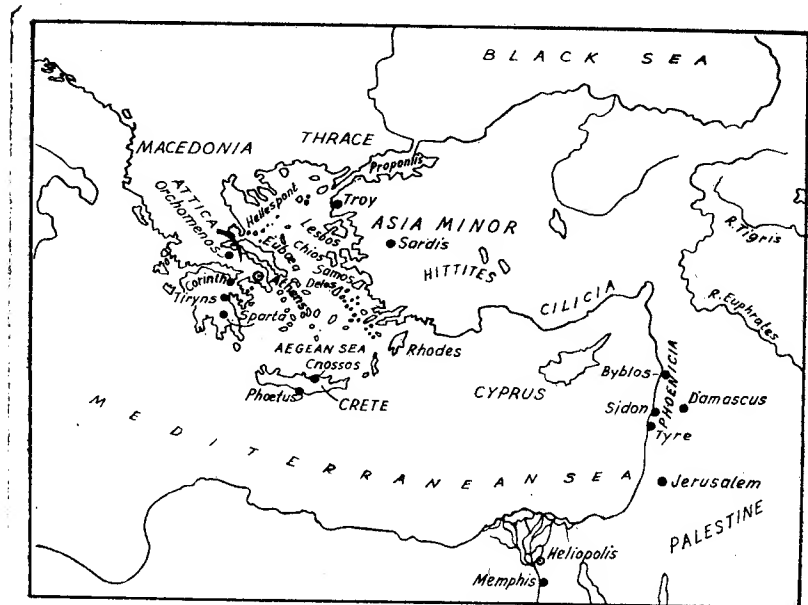 BLACK SEA
THRACE
MACEDONIA
Propontis
ATTICA
Orchomenos
Hellespont
Troy
Lesbos
ASIA MINOR
Sardis
R.Tigris
Euboea
Chios
HITTITES
Samos
Delos
Corinth
Athens
CILICIA
R.Euphrates
Tiryns
Sparta
AEGEAN SEA
Rhodes
Cnossos
Byblos
PHOENICIA
Phaetus
CRETE
CYPRUS
Damascus
Sidon
Tyre
MEDITERRANEAN SEA
Jerusalem
PALESTINE
Heliopolis
Memphis